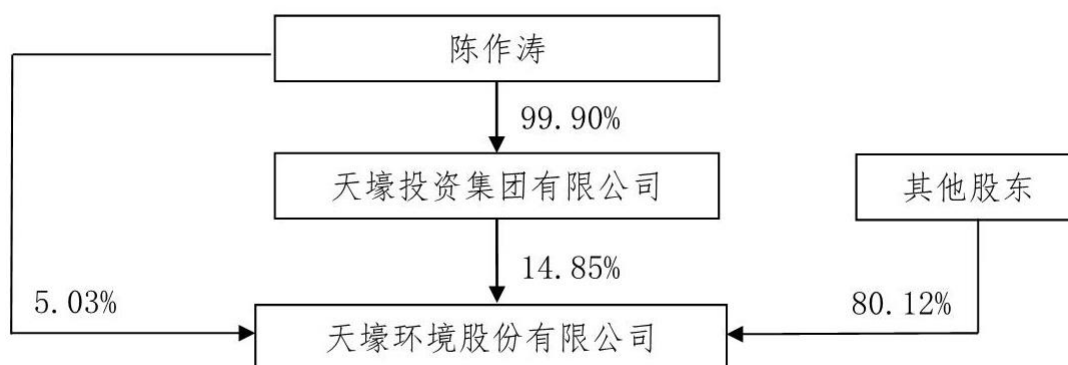 陈作涛
99.90%
天壕投资集团有限公司
其他股东
14.85%
5.03%
80.12%
天壕环境股份有限公司